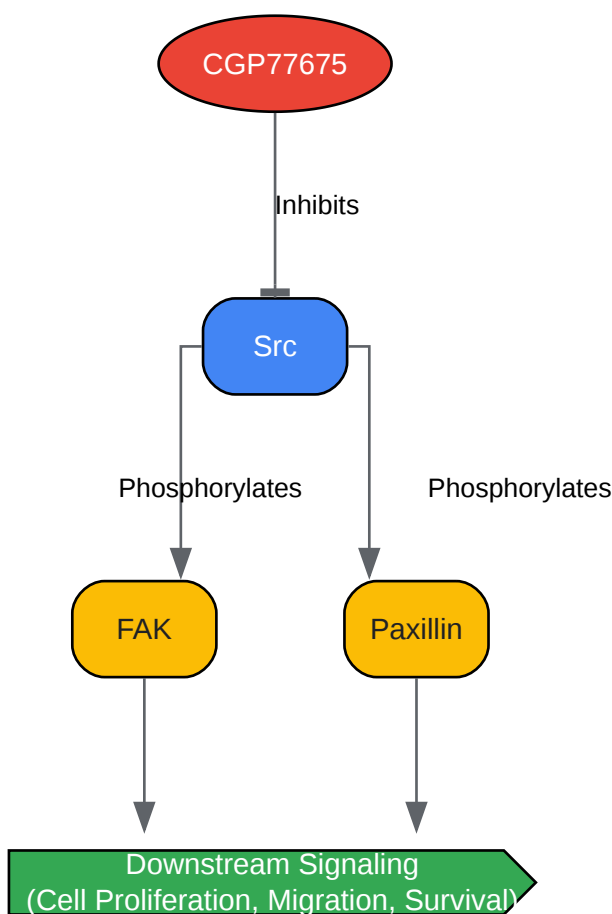 CGP77675
Inhibits
Src
Phosphorylates
Phosphorylates
FAK
Paxillin
Downstream Signaling
(Cell Proliferation, Migration, Survival)